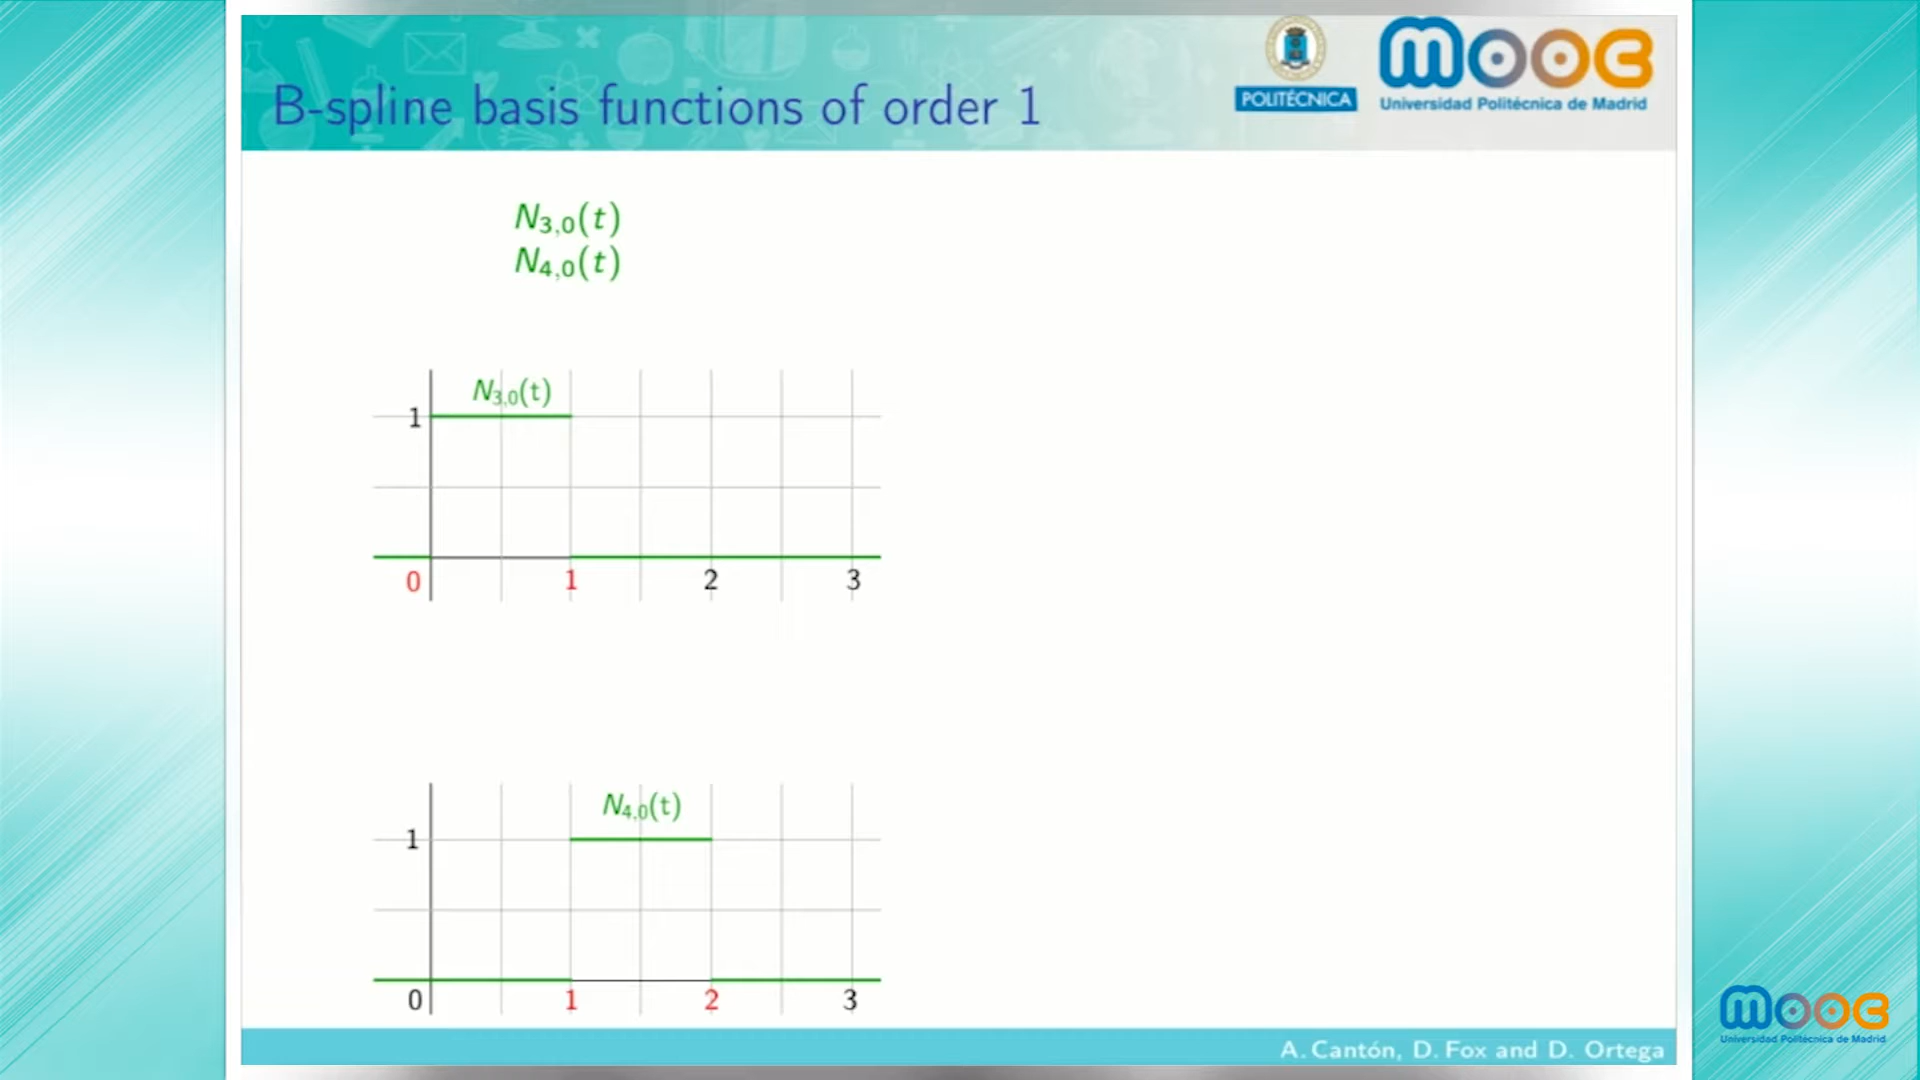 B-spline basis functions of order 1
POLITÉCNICA
mooc
Universidad Politécnica de Madrid
N3,0(t)
N4,0(t)
N3,0(t)
1
0 1 2 3
N4,0(t)
1
0 1 2 3
A. Cantón, D. Fox and D. Ortega
mooc
Universidad Politécnica de Madrid